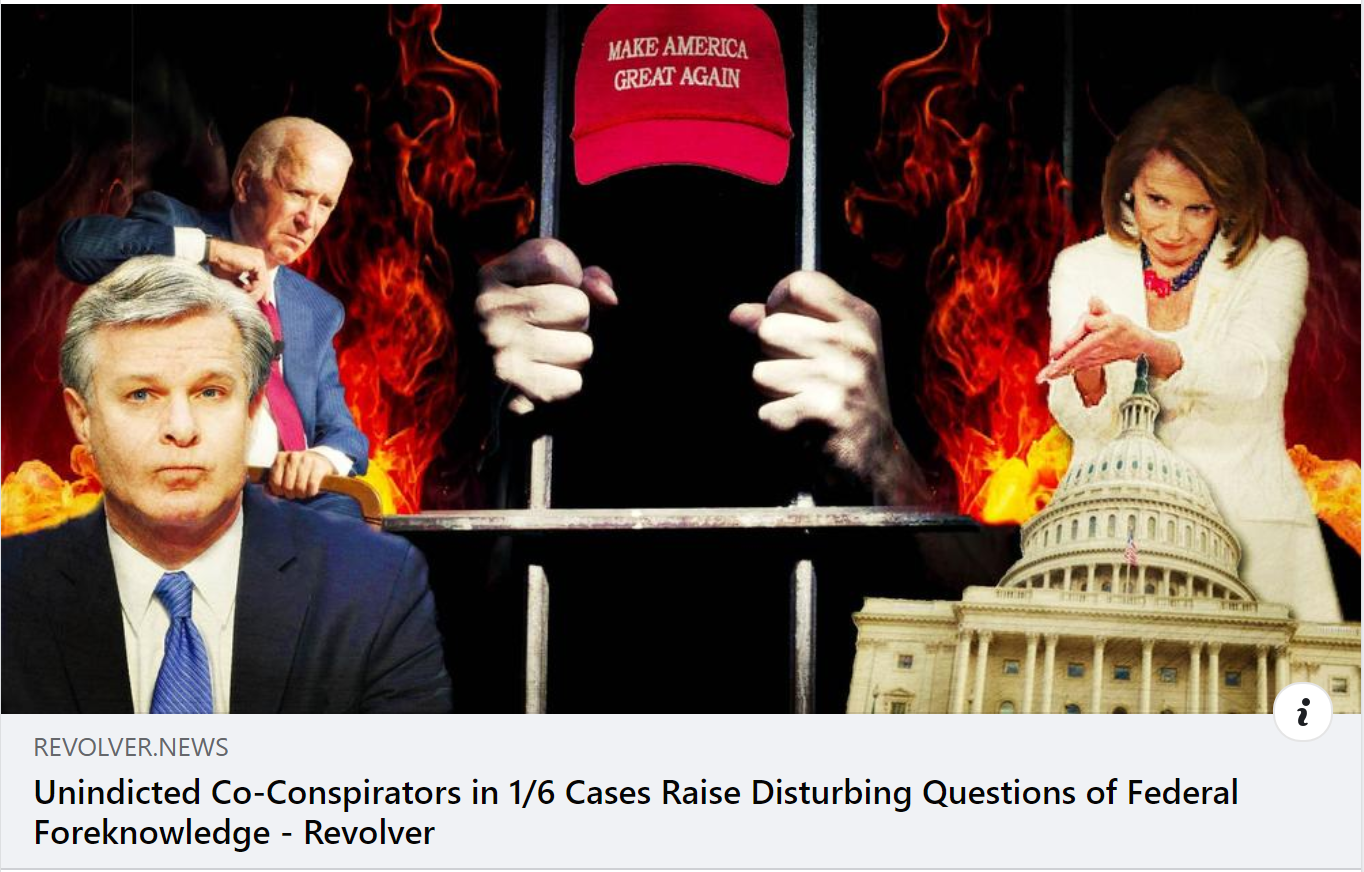 MAKE AMERICA
GREAT AGAIN
REVOLVER.NEWS
Unindicted Co-Conspirators in 1/6 Cases Raise Disturbing Questions of Federal
Foreknowledge - Revolver